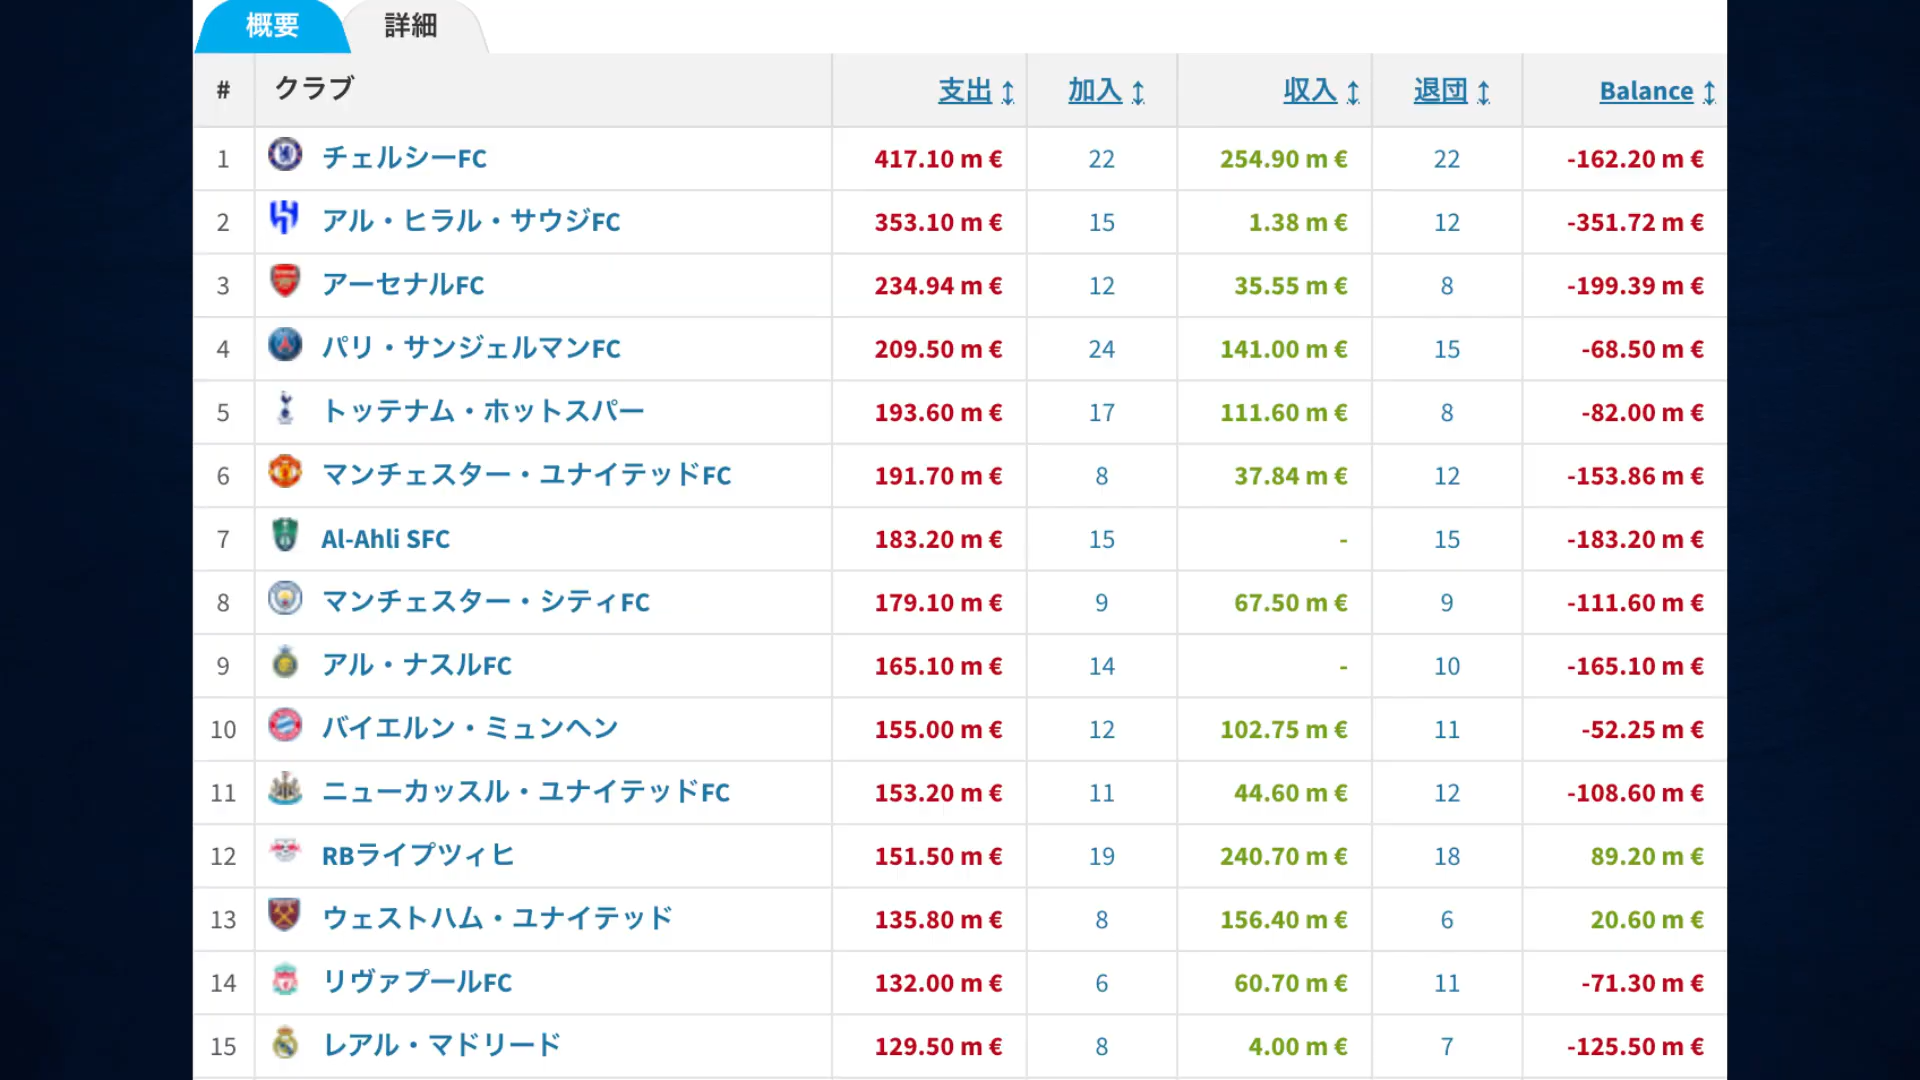 概要 詳細
# クラブ 支出 ↕ 加入 ↕ 収入 ↕ 退団 ↕ Balance ↕
1 チェルシーFC 417.10 m € 22 254.90 m € 22 -162.20 m €
2 アル・ヒラル・サウジFC 353.10 m € 15 1.38 m € 12 -351.72 m €
3 アーセナルFC 234.94 m € 12 35.55 m € 8 -199.39 m €
4 パリ・サンジェルマンFC 209.50 m € 24 141.00 m € 15 -68.50 m €
5 トッテナム・ホットスパー 193.60 m € 17 111.60 m € 8 -82.00 m €
6 マンチェスター・ユナイテッドFC 191.70 m € 8 37.84 m € 12 -153.86 m €
7 Al-Ahli SFC 183.20 m € 15 - 15 -183.20 m €
8 マンチェスター・シティFC 179.10 m € 9 67.50 m € 9 -111.60 m €
9 アル・ナスルFC 165.10 m € 14 - 10 -165.10 m €
10 バイエルン・ミュンヘン 155.00 m € 12 102.75 m € 11 -52.25 m €
11 ニューカッスル・ユナイテッドFC 153.20 m € 11 44.60 m € 12 -108.60 m €
12 RBライプツィヒ 151.50 m € 19 240.70 m € 18 89.20 m €
13 ウェストハム・ユナイテッド 135.80 m € 8 156.40 m € 6 20.60 m €
14 リヴァプールFC 132.00 m € 6 60.70 m € 11 -71.30 m €
15 レアル・マドリード 129.50 m € 8 4.00 m € 7 -125.50 m €